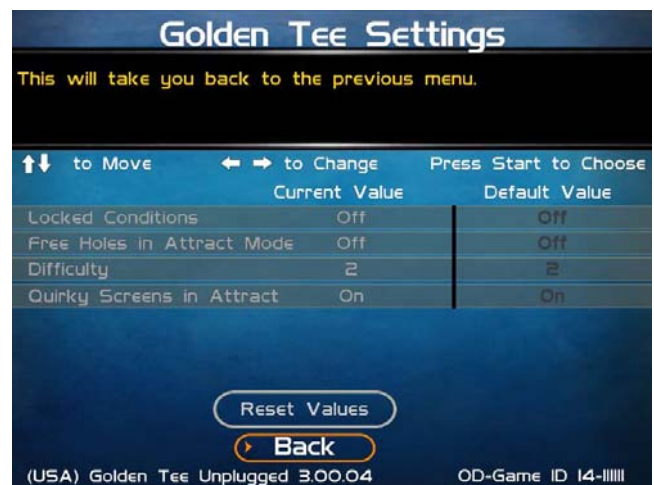 Golden Tee Settings
This will take you back to the previous menu.
to Move to Change Press Start to Choose
Current Value Default Value
Locked Conditions Off Off
Free Holes in Attract Mode Off Off
Difficulty 2 2
Quirky Screens in Attract On On
Reset Values
Back
(USA) Golden Tee Unplugged 3.00.04 OD-Game ID 14-111111